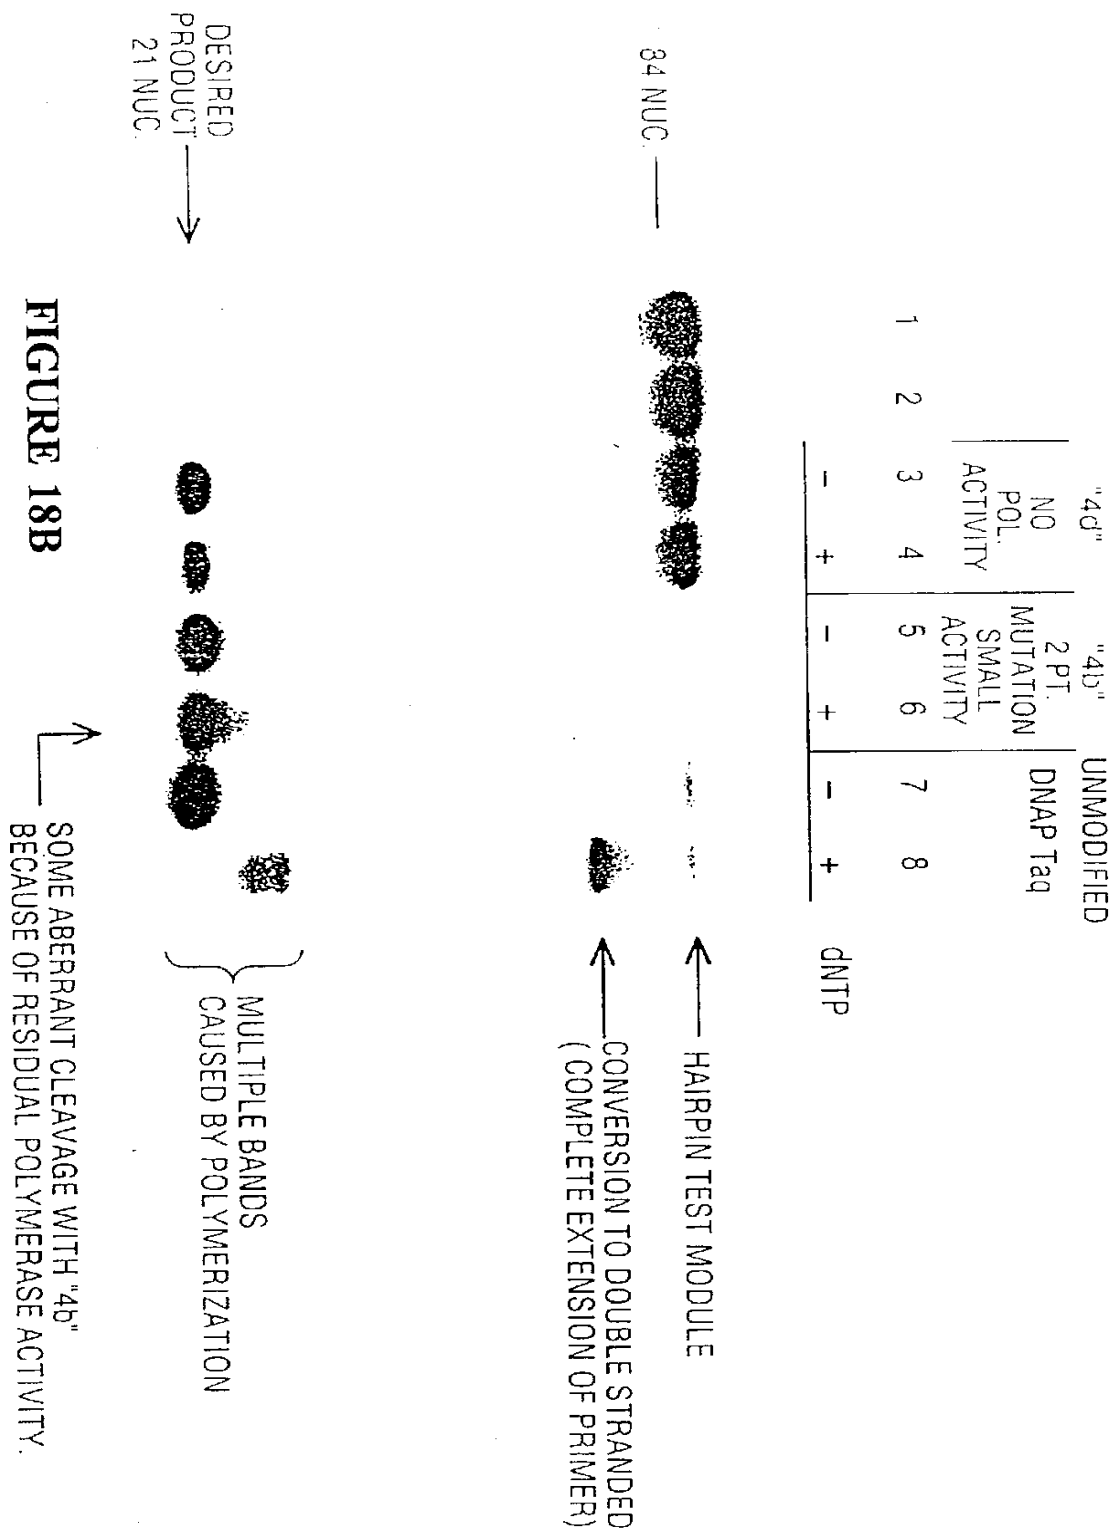 "4d"
NO
POL.
ACTIVITY
"4b"
2 PT.
MUTATION
SMALL
ACTIVITY
UNMODIFIED
DNAP Taq
1 2 3 4 5 6 7 8
- + - + - + dNTP
84 NUC.
HAIRPIN TEST MODULE
CONVERSION TO DOUBLE STRANDED
(COMPLETE EXTENSION OF PRIMER)
DESIRED
PRODUCT
21 NUC.
MULTIPLE BANDS
CAUSED BY POLYMERIZATION
SOME ABERRANT CLEAVAGE WITH "4b"
BECAUSE OF RESIDUAL POLYMERASE ACTIVITY.
FIGURE 18B